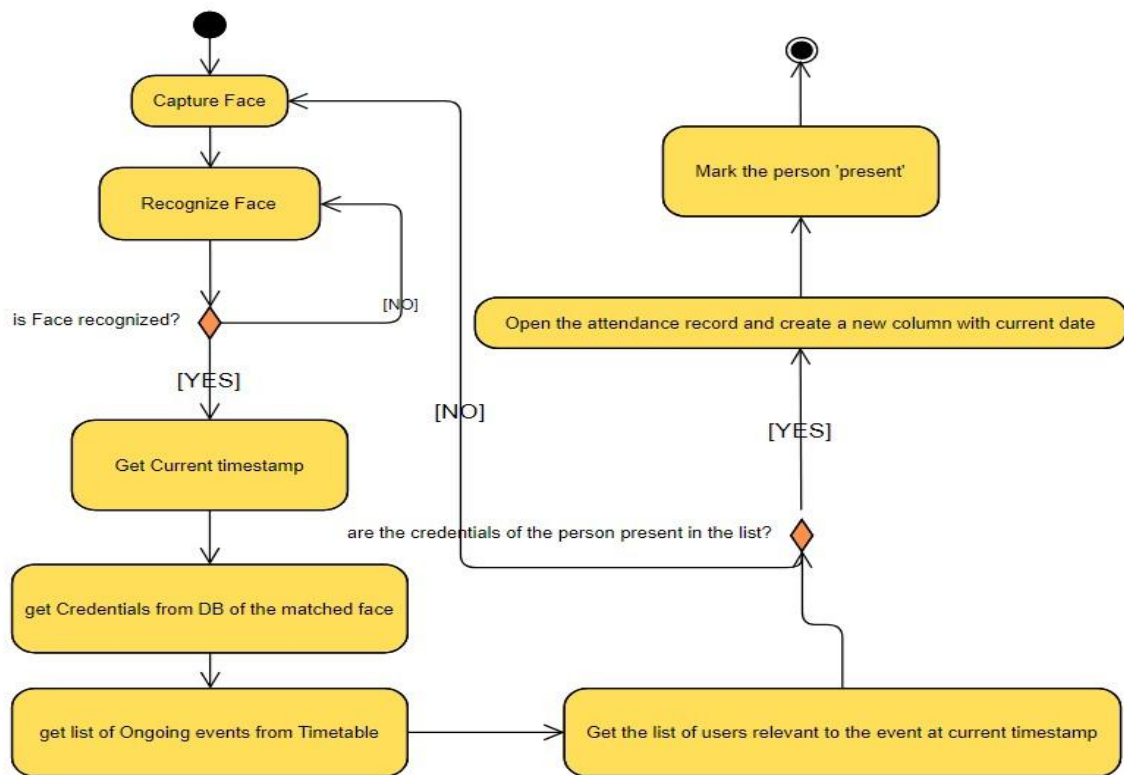 Capture Face
Recognize Face
is Face recognized?
[NO]
[YES]
Get Current timestamp
get Credentials from DB of the matched face
get list of Ongoing events from Timetable
Get the list of users relevant to the event at current timestamp
are the credentials of the person present in the list?
[NO]
[YES]
Open the attendance record and create a new column with current date
Mark the person 'present'